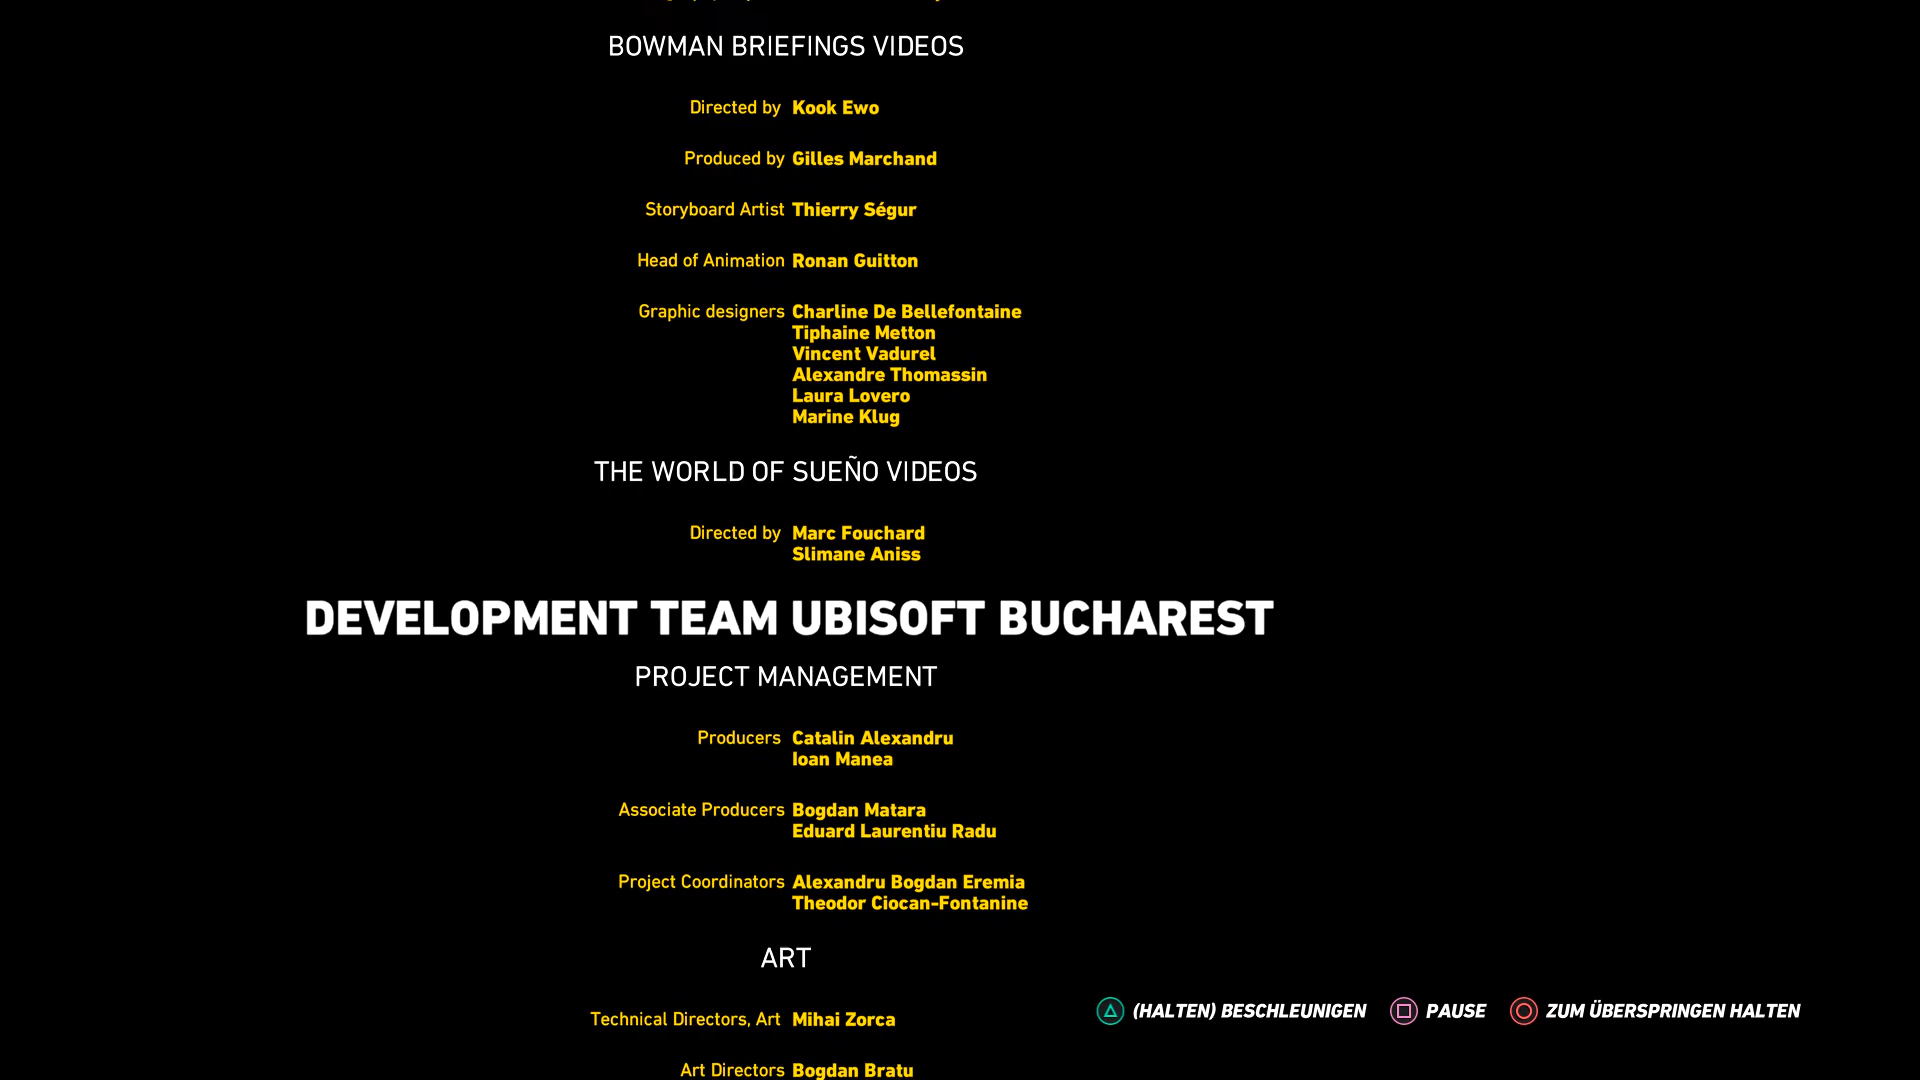 BOWMAN BRIEFINGS VIDEOS
Directed by Kook Ewo
Produced by Gilles Marchand
Storyboard Artist Thierry Ségur
Head of Animation Ronan Guitton
Graphic designers Charline De Bellefontaine
Tiphaine Metton
Vincent Vadurel
Alexandre Thomassin
Laura Lovero
Marine Klug
THE WORLD OF SUEÑO VIDEOS
Directed by Marc Fouchard
Slimane Aniss
DEVELOPMENT TEAM UBISOFT BUCHAREST
PROJECT MANAGEMENT
Producers Catalin Alexandru
Ioan Manea
Associate Producers Bogdan Matara
Eduard Laurentiu Radu
Project Coordinators Alexandru Bogdan Eremia
Theodor Ciocan-Fontanine
ART
Technical Directors, Art Mihai Zorca
Art Directors Bogdan Bratu
(HALTEN) BESCHLEUNIGEN PAUSE ZUM ÜBERSPRINGEN HALTEN